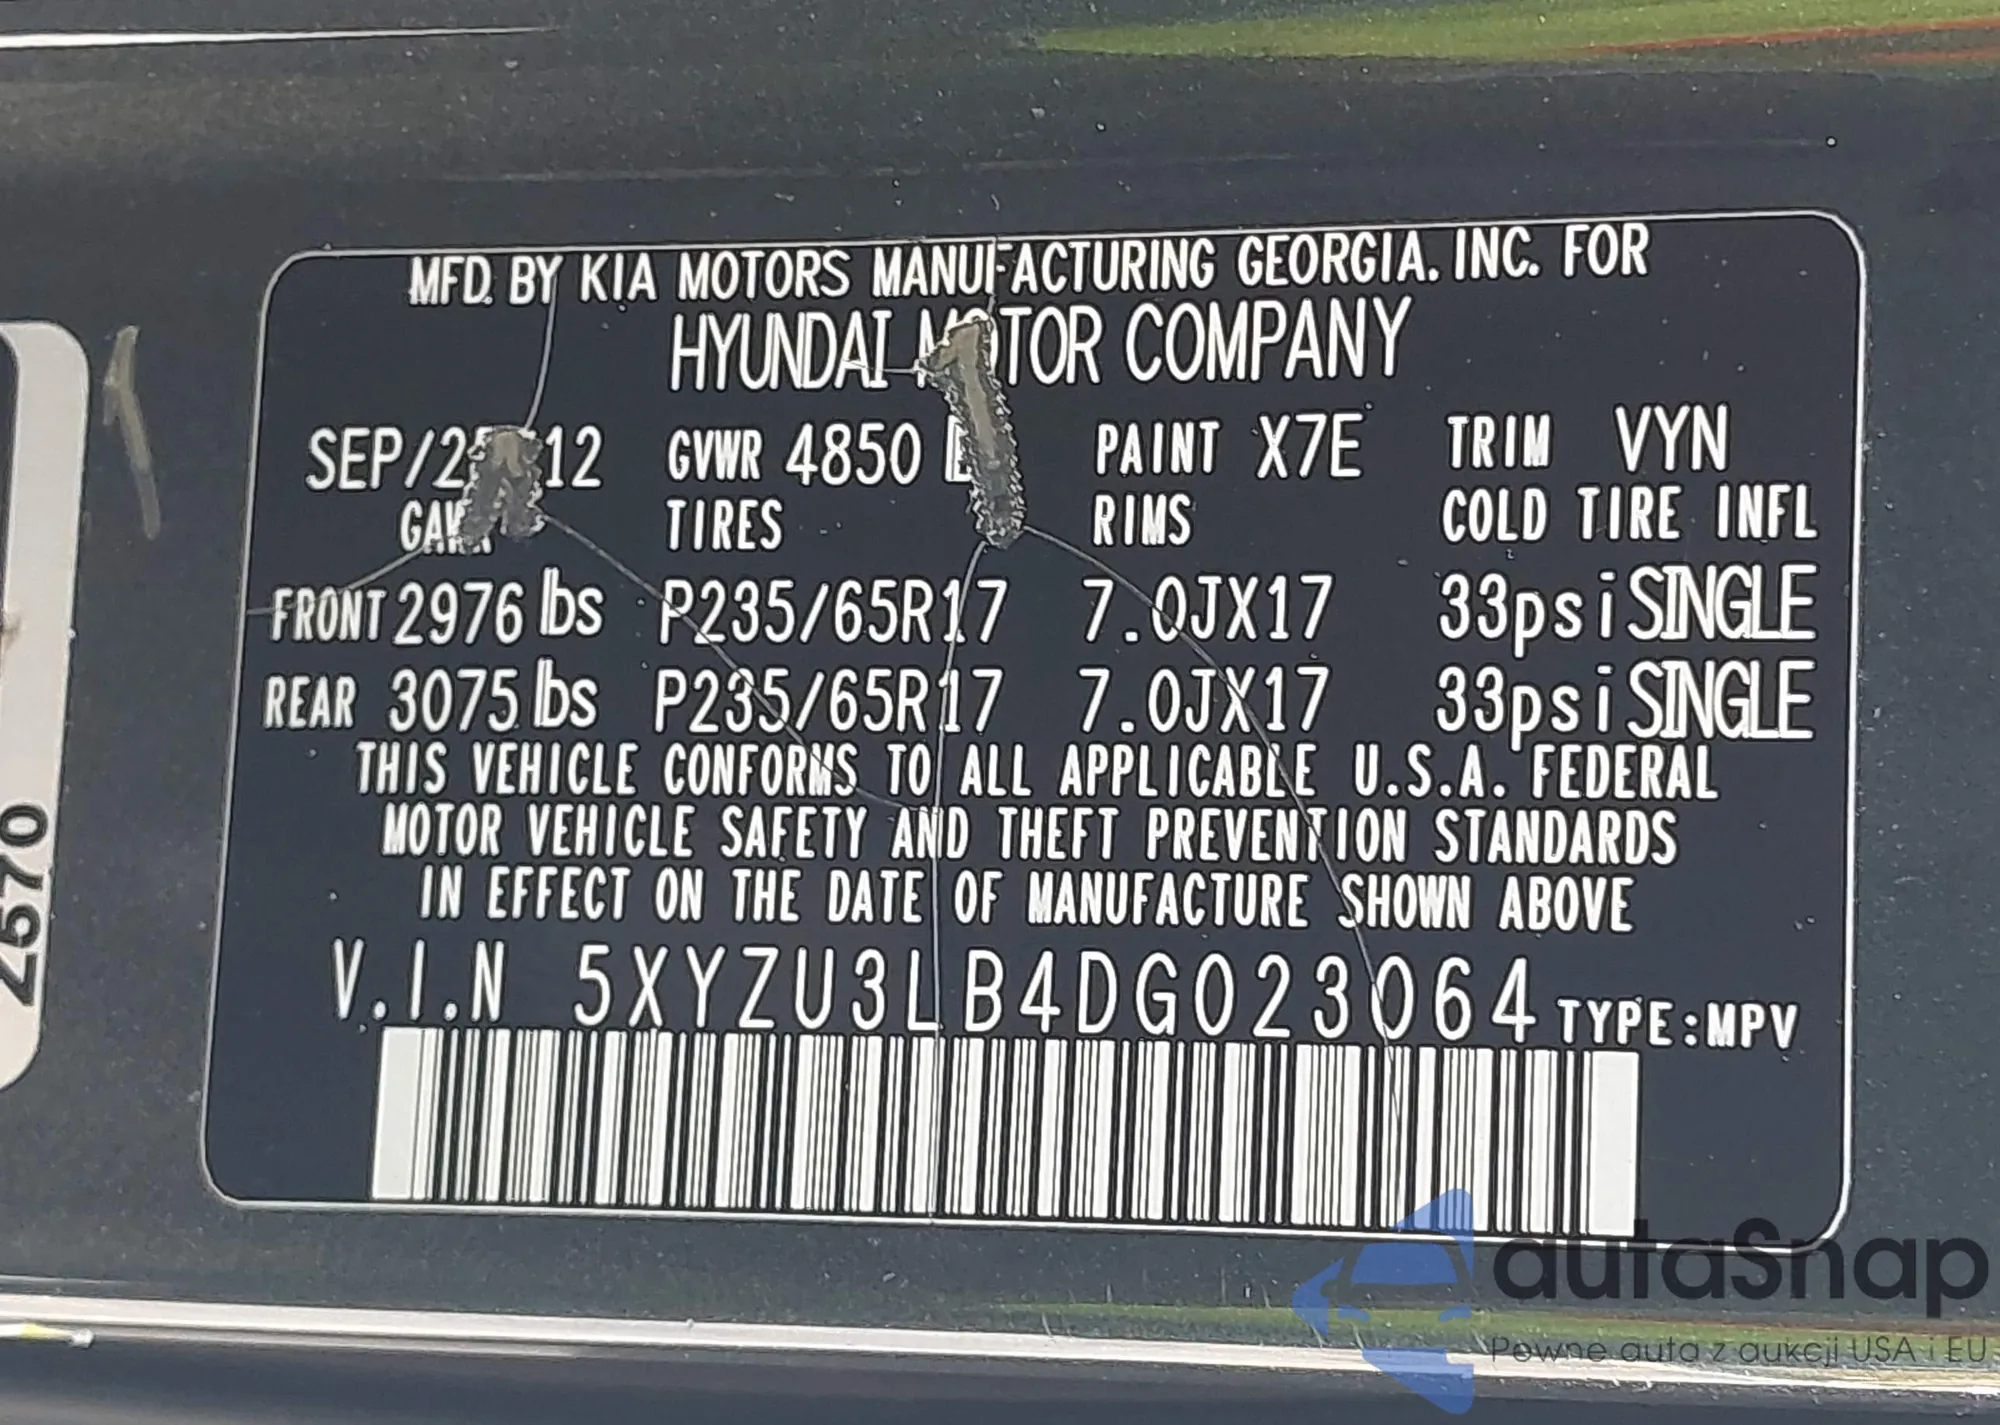 MFD. BY KIA MOTORS MANUFACTURING GEORGIA. INC. FOR
HYUNDAI MOTOR COMPANY
GVWR 4850 PAINT X7E TRIM VYN
TIRES RIMS COLD TIRE INFL
FRONT 2976 lbs P235/65R17 7.0JX17 33psi SINGLE
REAR 3075 lbs P235/65R17 7.0JX17 33psi SINGLE
THIS VEHICLE CONFORMS TO ALL APPLICABLE U.S.A. FEDERAL
MOTOR VEHICLE SAFETY AND THEFT PREVENTION STANDARDS
IN EFFECT ON THE DATE OF MANUFACTURE SHOWN ABOVE
V.I.N 5XYZU3LB4DG023064 TYPE:MPV
Z570
autaSnap
Pewne auta z aukcji USA i EU